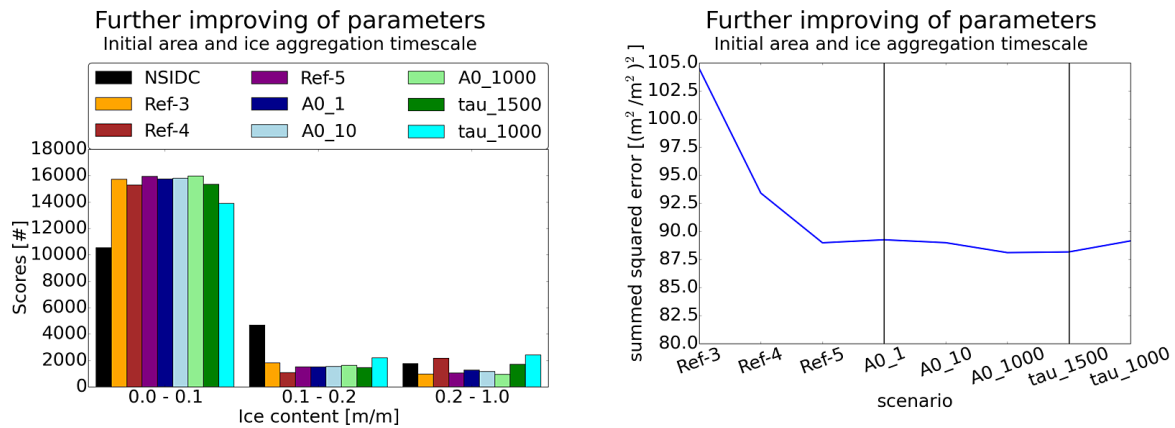 Further improving of parameters
Initial area and ice aggregation timescale
NSIDC
Ref-3
Ref-4
Ref-5
A0_1
A0_10
A0_1000
tau_1500
tau_1000
18000
16000
14000
12000
10000
8000
6000
4000
2000
0
Scores [#]
0.0 - 0.1
0.1 - 0.2
0.2 - 1.0
Ice content [m/m]
Further improving of parameters
Initial area and ice aggregation timescale
105.0
102.5
100.0
97.5
95.0
92.5
90.0
87.5
85.0
82.5
80.0
summed squared error [(m² /m² )² ]
Ref-3
Ref-4
Ref-5
A0_1
A0_10
A0_1000
tau_1500
tau_1000
scenario